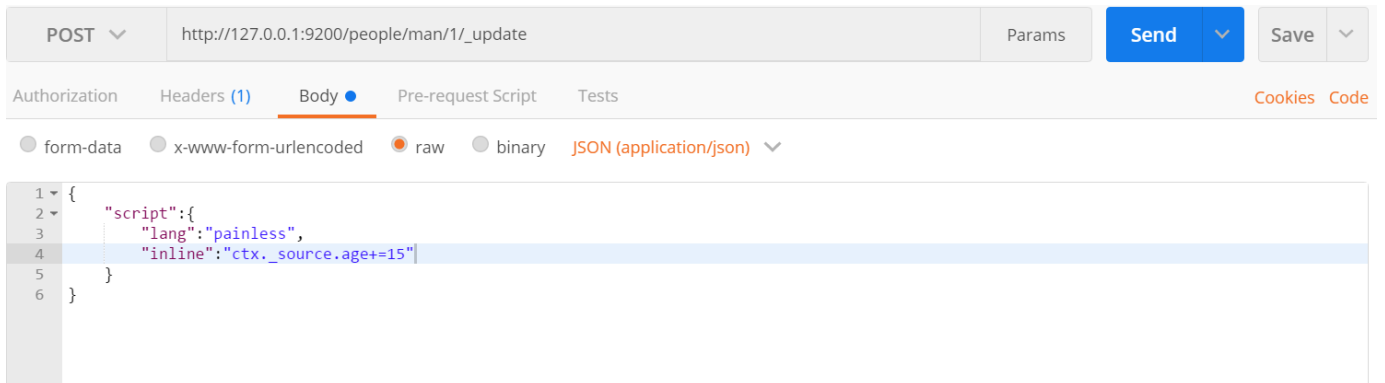 POST http://127.0.0.1:9200/people/man/1/_update Params Send Save
Authorization Headers (1) Body Pre-request Script Tests Cookies Code
form-data x-www-form-urlencoded raw binary JSON (application/json)
1 {
2 "script":{
3 "lang":"painless",
4 "inline":"ctx._source.age+=15"
5 }
6 }